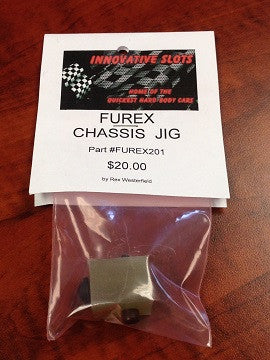 INNOVATIVE SLOTS
HOME OF THE
QUICKEST HARD BODY CARS
FUREX
CHASSIS JIG
Part #FUREX201
$20.00
by Rex Westerfield